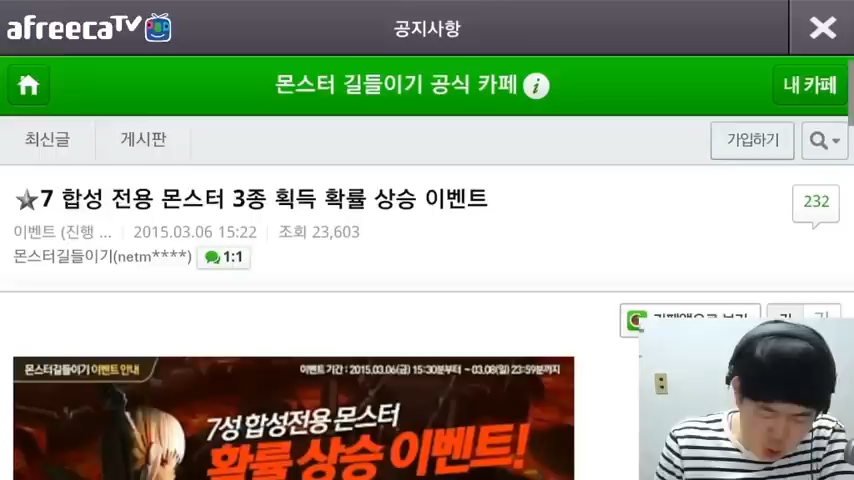 afreecaTV
공지사항
몬스터 길들이기 공식 카페
내 카페
최신글
게시판
가입하기
★7 합성 전용 몬스터 3종 획득 확률 상승 이벤트
232
이벤트 (진행 ...
2015.03.06 15:22
조회 23,603
몬스터길들이기(netm****)
1:1
몬스터길들이기 이벤트 안내
이벤트 기간 : 2015.03.06(금) 15:30분부터 ~ 03.08(일) 23:59분까지
7성 합성전용 몬스터
확률 상승 이벤트!